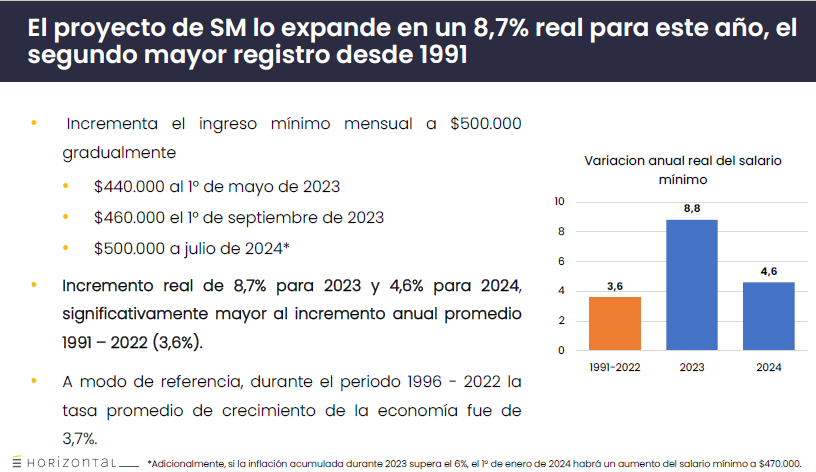 El proyecto de SM lo expande en un 8,7% real para este año, el
segundo mayor registro desde 1991
• Incrementa el ingreso mínimo mensual a $500.000
gradualmente
• $440.000 al 1° de mayo de 2023
• $460.000 el 1° de septiembre de 2023
• $500.000 a julio de 2024*
• Incremento real de 8,7% para 2023 y 4,6% para 2024,
significativamente mayor al incremento anual promedio
1991 – 2022 (3,6%).
• A modo de referencia, durante el periodo 1996 - 2022 la
tasa promedio de crecimiento de la economía fue de
3,7%.
Variacion anual real del salario
mínimo
10
8
6
4
2
0
3,6
8,8
4,6
1991-2022
2023
2024
HORIZONTAL
*Adicionalmente, si la inflación acumulada durante 2023 supera el 6%, el 1° de enero de 2024 habrá un aumento del salario mínimo a $470.000.